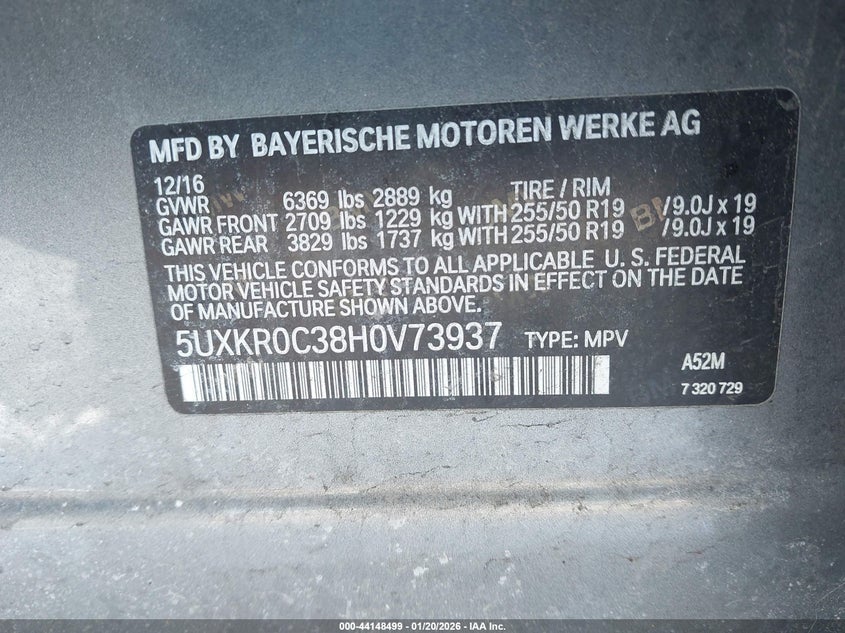 MFD BY BAYERISCHE MOTOREN WERKE AG
12/16 TIRE / RIM
GVWR 6369 lbs 2889 kg
GAWR FRONT 2709 lbs 1229 kg WITH 255/50 R19 /9.0J x 19
GAWR REAR 3829 lbs 1737 kg WITH 255/50 R19 /9.0J x 19
THIS VEHICLE CONFORMS TO ALL APPLICABLE U. S. FEDERAL
MOTOR VEHICLE SAFETY STANDARDS IN EFFECT ON THE DATE
OF MANUFACTURE SHOWN ABOVE.
5UXKR0C38H0V73937 TYPE: MPV
A52M
7 320 729
000-44148499 - 01/20/2026 - IAA Inc.